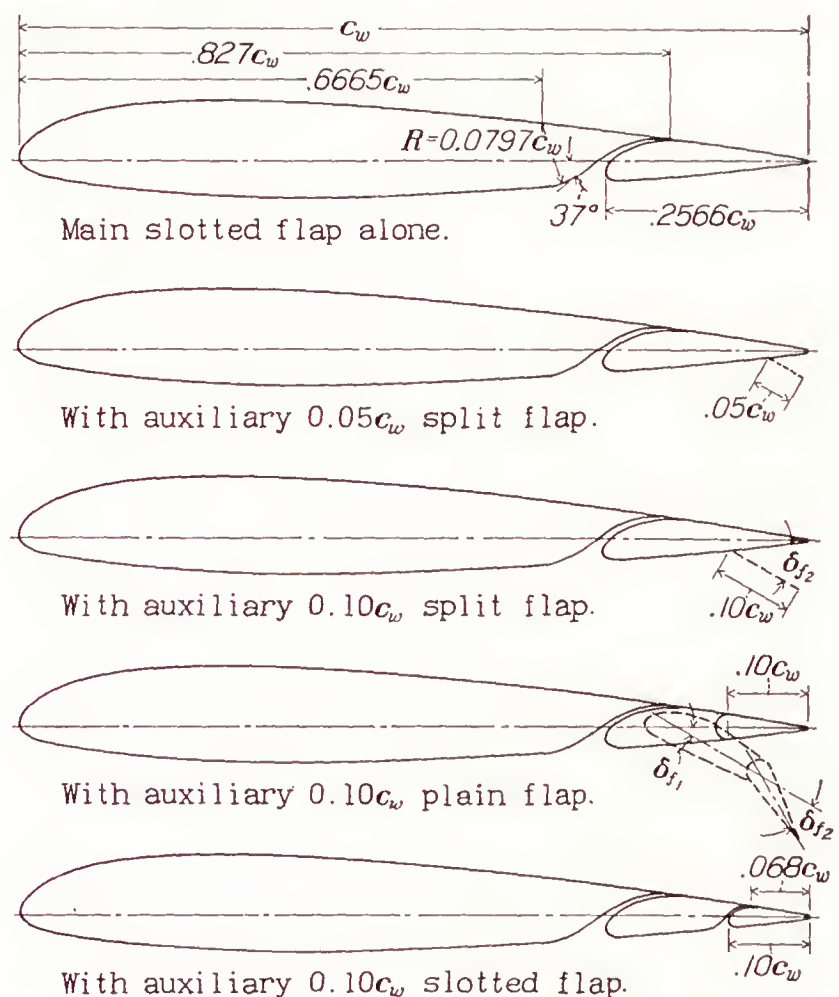 c_w
.827c_w
.6665c_w
R=0.0797c_w
37°
.2566c_w
Main slotted flap alone.
.05c_w
With auxiliary 0.05c_w split flap.
δ_f2
.10c_w
With auxiliary 0.10c_w split flap.
.10c_w
δ_f1
δ_f2
With auxiliary 0.10c_w plain flap.
.068c_w
.10c_w
With auxiliary 0.10c_w slotted flap.